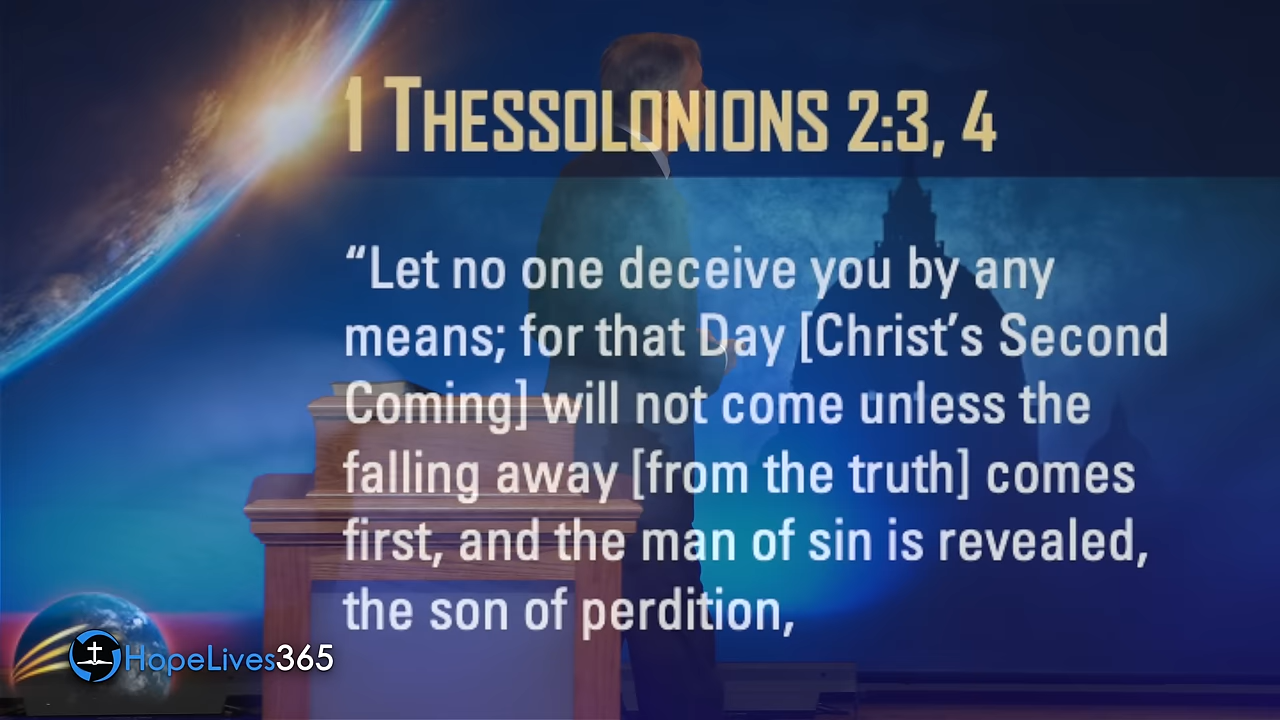 1 THESSOLONIONS 2:3, 4
“Let no one deceive you by any
means; for that Day [Christ’s Second
Coming] will not come unless the
falling away [from the truth] comes
first, and the man of sin is revealed,
the son of perdition,
HopeLives365